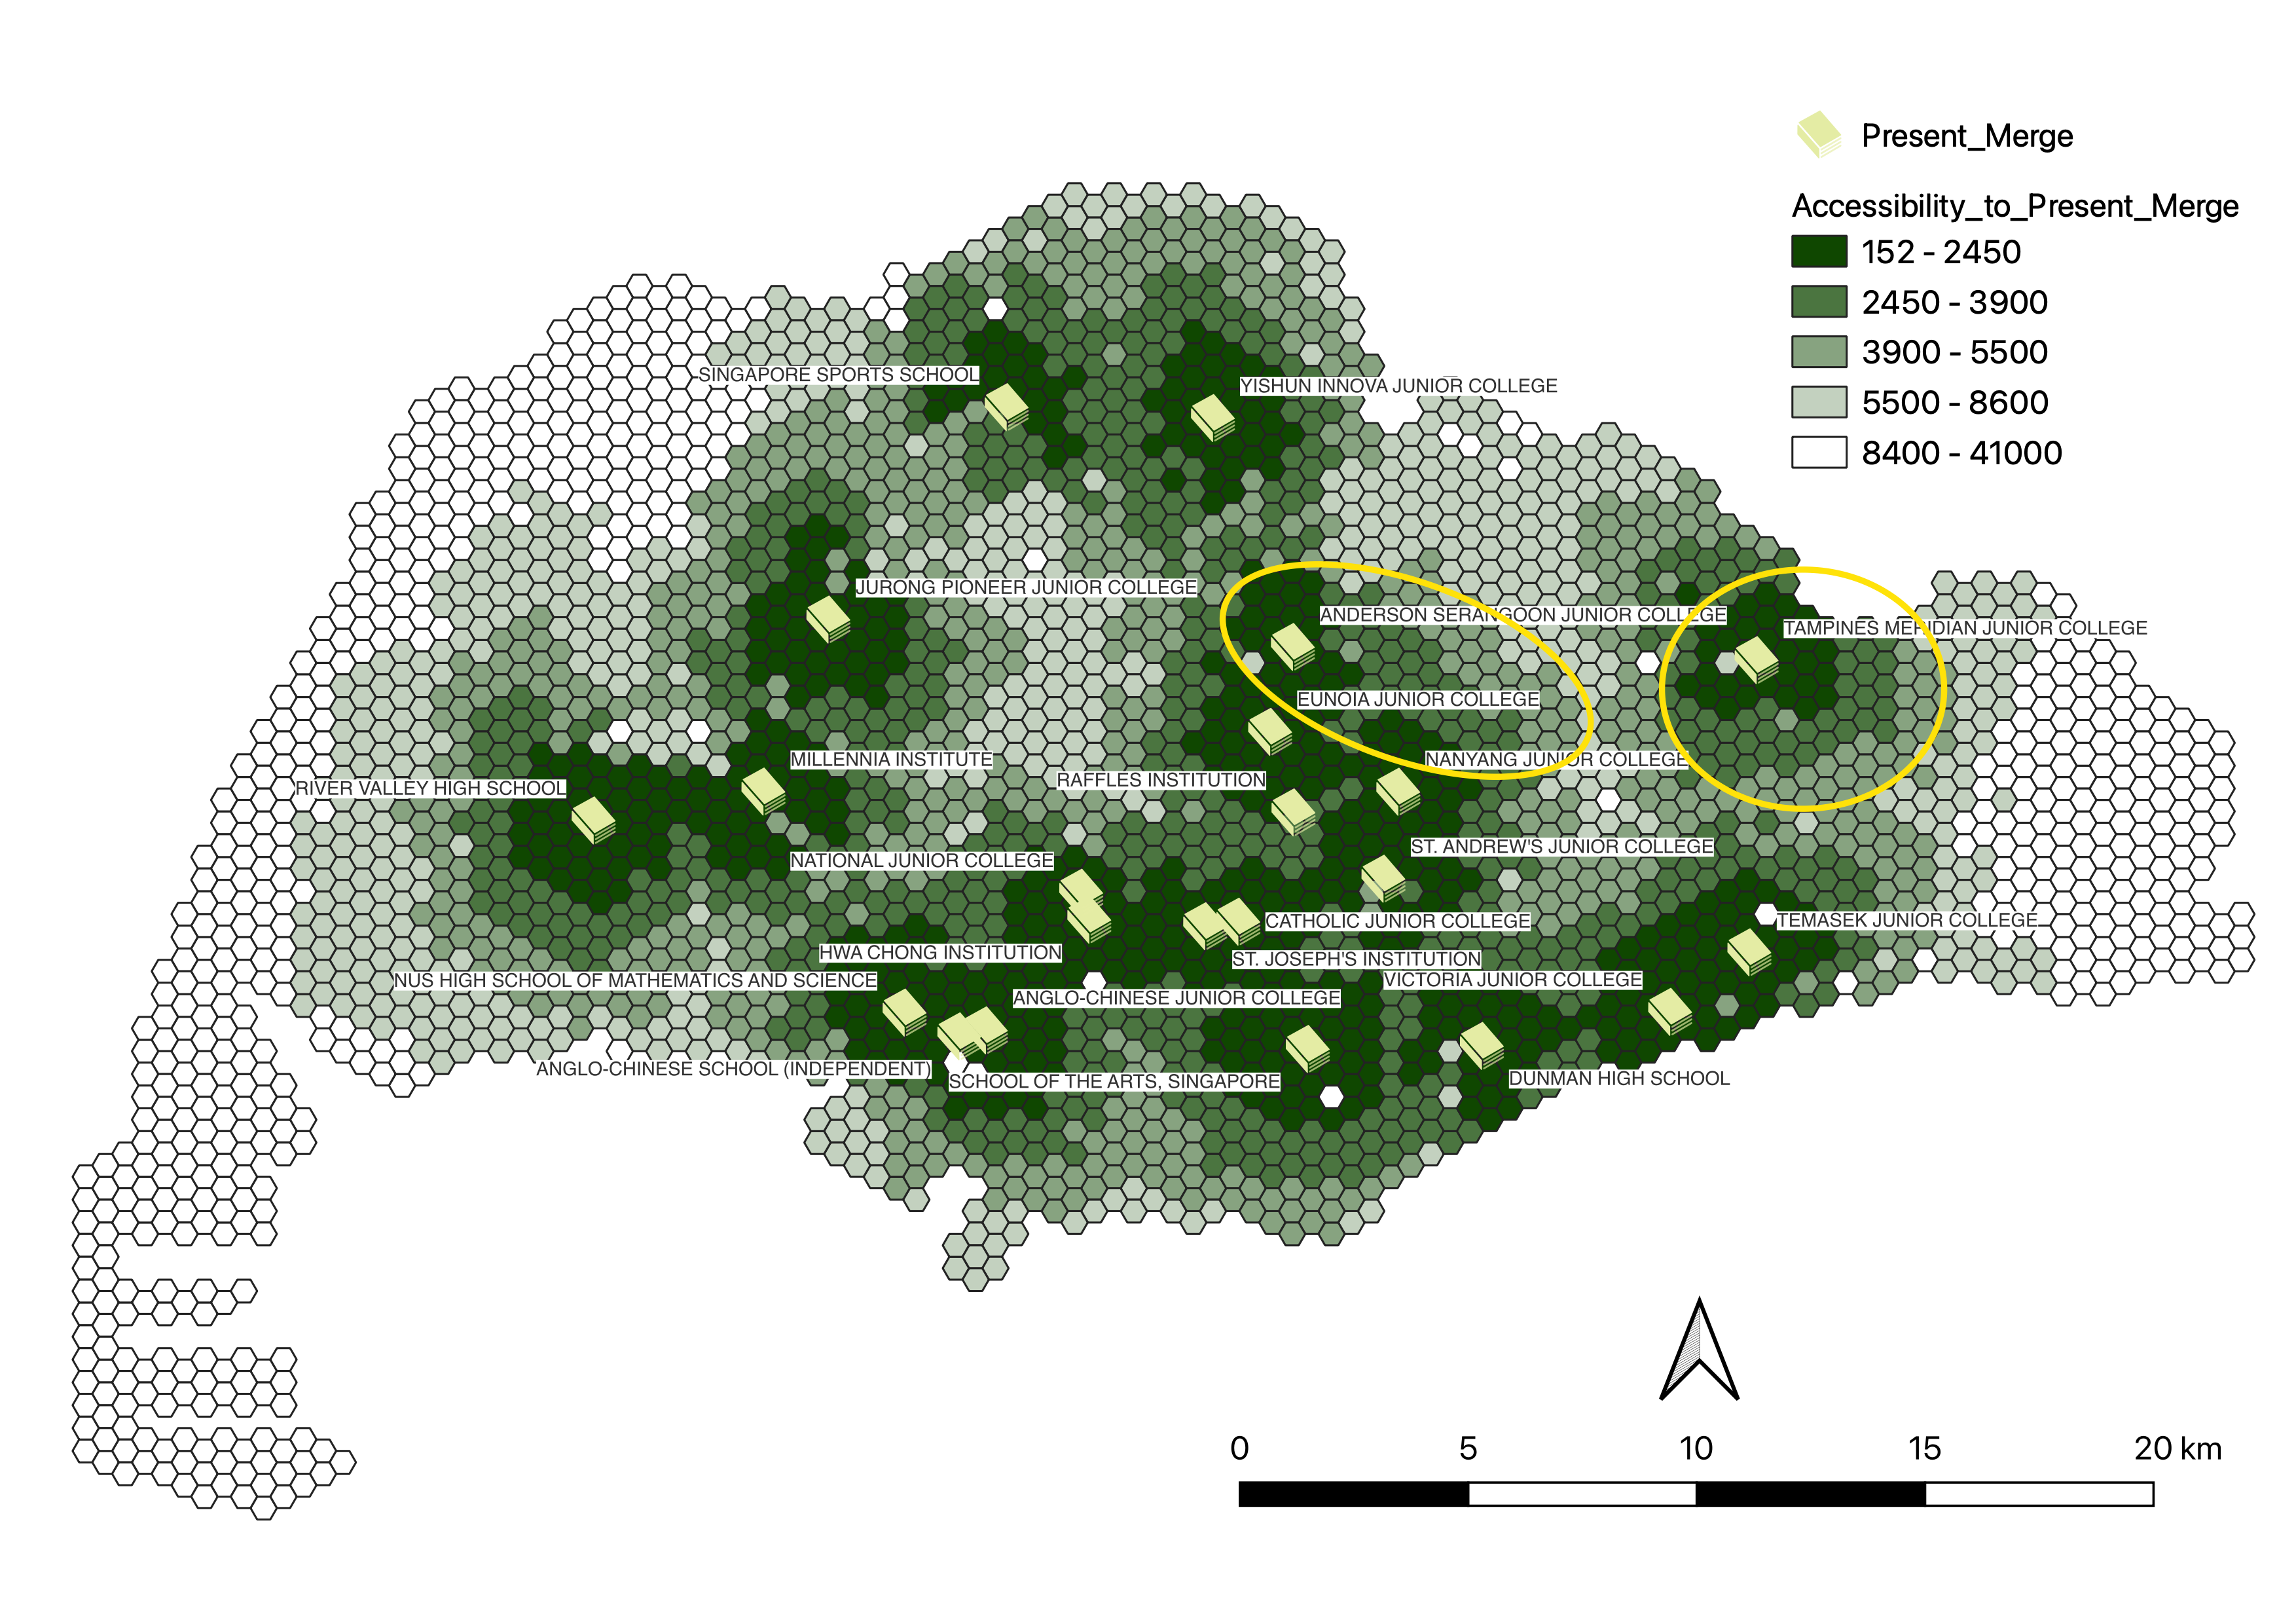 Present_Merge
Accessibility_to_Present_Merge
152 - 2450
2450 - 3900
3900 - 5500
5500 - 8600
8400 - 41000
SINGAPORE SPORTS SCHOOL
YISHUN INNOVA JUNIOR COLLEGE
JURONG PIONEER JUNIOR COLLEGE
ANDERSON SERANGOON JUNIOR COLLEGE
TAMPINES MERIDIAN JUNIOR COLLEGE
EUNOIA JUNIOR COLLEGE
MILLENNIA INSTITUTE
NANYANG JUNIOR COLLEGE
RAFFLES INSTITUTION
RIVER VALLEY HIGH SCHOOL
ST. ANDREW'S JUNIOR COLLEGE
NATIONAL JUNIOR COLLEGE
CATHOLIC JUNIOR COLLEGE
TEMASEK JUNIOR COLLEGE
HWA CHONG INSTITUTION
ST. JOSEPH'S INSTITUTION
NUS HIGH SCHOOL OF MATHEMATICS AND SCIENCE
VICTORIA JUNIOR COLLEGE
ANGLO-CHINESE JUNIOR COLLEGE
ANGLO-CHINESE SCHOOL (INDEPENDENT)
SCHOOL OF THE ARTS, SINGAPORE
DUNMAN HIGH SCHOOL
0 5 10 15 20 km